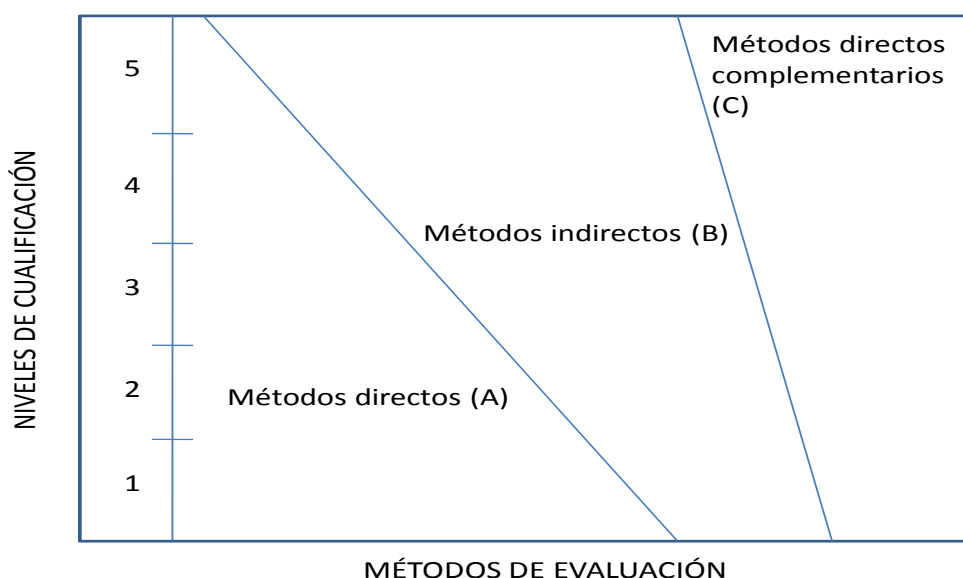 Métodos directos
complementarios
(C)
5
4
Métodos indirectos (B)
3
2
Métodos directos (A)
1
NIVELES DE CUALIFICACIÓN
MÉTODOS DE EVALUACIÓN